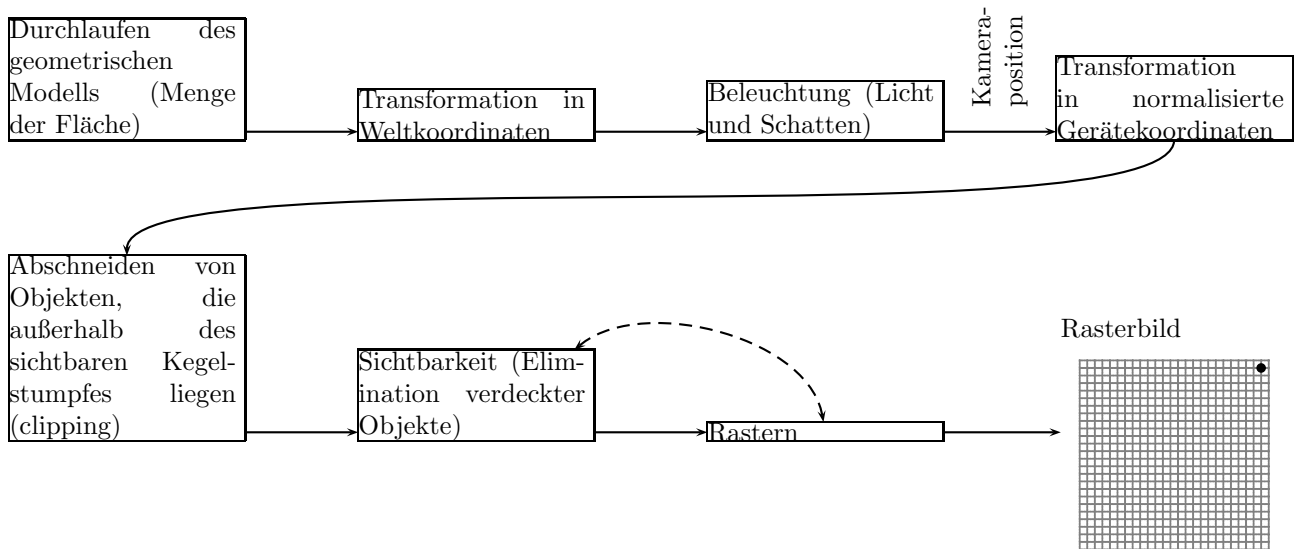 Durchlaufen des
geometrischen
Modells (Menge
der Fläche)
Transformation in
Weltkoordinaten
Beleuchtung (Licht
und Schatten)
Kamera-
position
Transformation
in normalisierte
Gerätekoordinaten
Abschneiden von
Objekten, die
außerhalb des
sichtbaren Kegel-
stumpfes liegen
(clipping)
Sichtbarkeit (Elim-
ination verdeckter
Objekte)
Rastern
Rasterbild